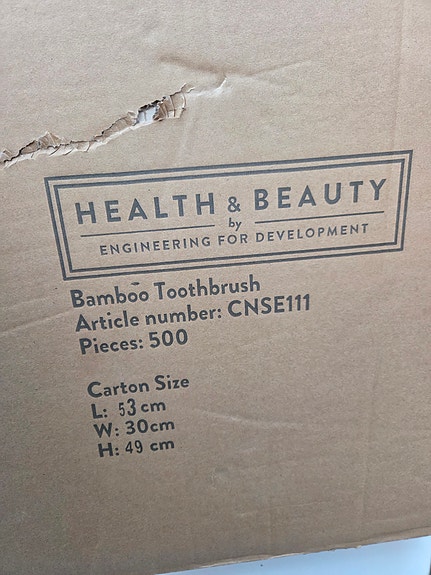 HEALTH & BEAUTY
by
ENGINEERING FOR DEVELOPMENT
Bamboo Toothbrush
Article number: CNSE111
Pieces: 500
Carton Size
L: 53 cm
W: 30cm
H: 49 cm